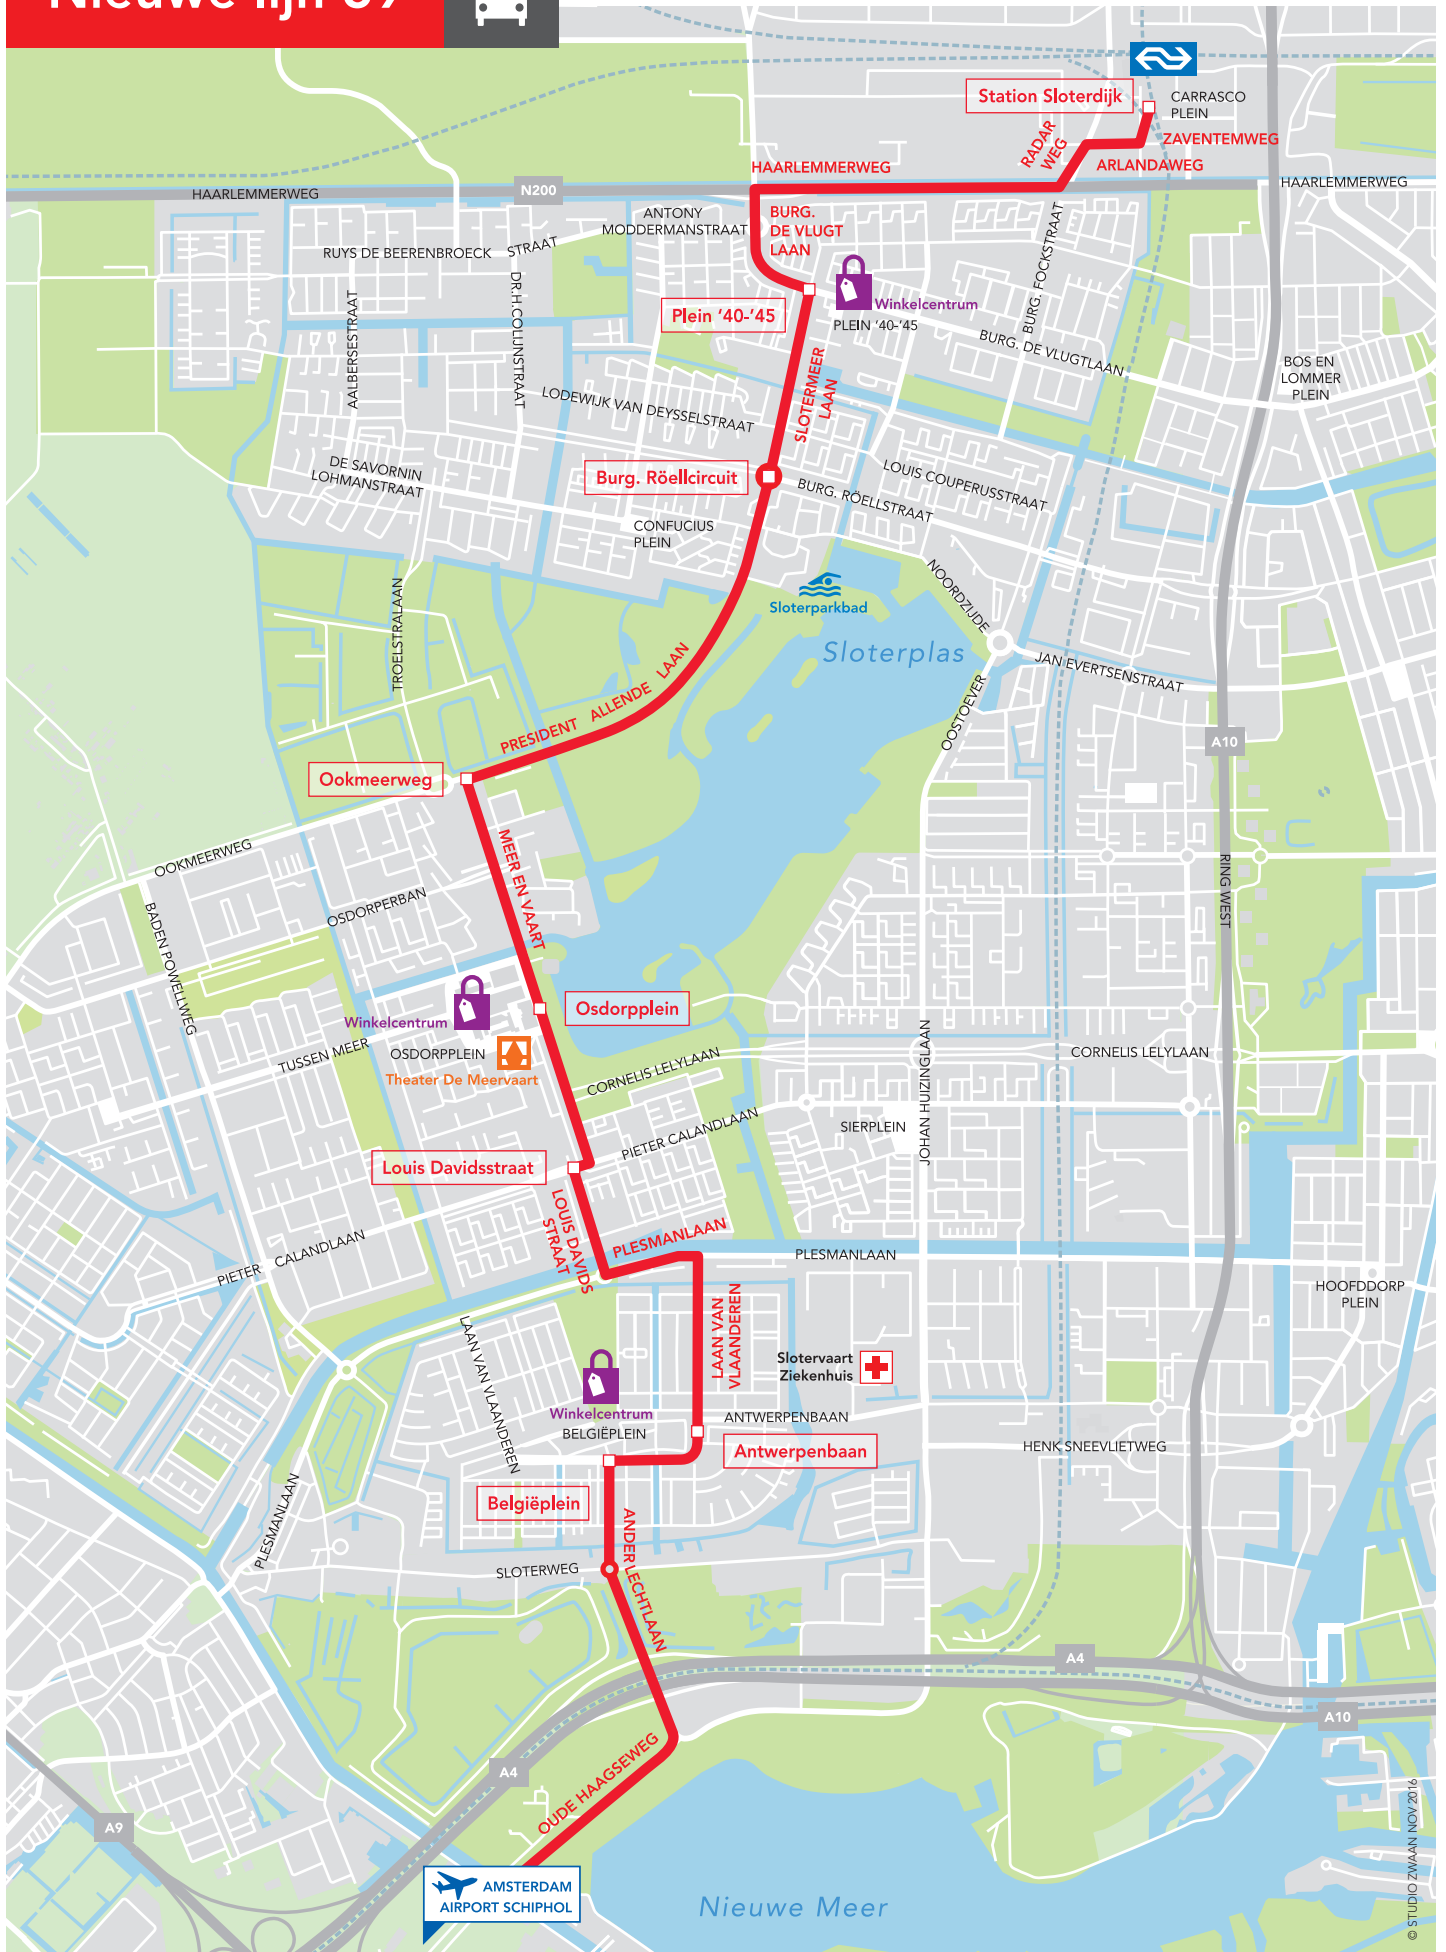 Nieuwe lijn 69
Station Sloterdijk
CARRASCO
PLEIN
RADAR
WEG
ZAVENTEMWEG
ARLANDAWEG
HAARLEMMERWEG
HAARLEMMERWEG
N200
HAARLEMMERWEG
ANTONY
MODDERMANSTRAAT
BURG.
DE VLUGT
LAAN
RUYS DE BEERENBROECK STRAAT
DR.H.COLIJNSTRAAT
AALBERSESTRAAT
BURG. FOCKSTRAAT
Winkelcentrum
PLEIN '40-'45
Plein '40-'45
BURG. DE VLUGTLAAN
SLOTERMEER
LAAN
BOS EN
LOMMER
PLEIN
LODEWIJK VAN DEYSSELSTRAAT
DE SAVORNIN
LOHMANSTRAAT
Burg. Röellcircuit
LOUIS COUPERUSSTRAAT
BURG. RÖELLSTRAAT
CONFUCIUS
PLEIN
NOORDZIJDE
Sloterparkbad
TROELSTRALAAN
Sloterplas
JAN EVERTSENSTRAAT
OOSTOEVER
PRESIDENT ALLENDE LAAN
A10
Ookmeerweg
OOKMEERWEG
MEER EN VAART
OSDORPERBAN
BADEN POWELLWEG
RING WEST
Osdorpplein
Winkelcentrum
OSDORPPLEIN
Theater De Meervaart
TUSSEN MEER
CORNELIS LELYLAAN
CORNELIS LELYLAAN
JOHAN HUIZINGLAAN
SIERPLEIN
PIETER CALANDLAAN
Louis Davidsstraat
LOUIS DAVIDS
STRAAT
PIETER CALANDLAAN
PLESMANLAAN
PLESMANLAAN
HOOFDDORP
PLEIN
LAAN VAN
VLAANDEREN
LAAN VAN VLAANDEREN
Slotervaart
Ziekenhuis
Winkelcentrum
BELGIËPLEIN
ANTWERPENBAAN
Antwerpenbaan
HENK SNEEVLIETWEG
Belgiëplein
PLESMANLAAN
ANDERLECHTLAAN
SLOTERWEG
A4
A10
OUDE HAAGSEWEG
A4
A9
AMSTERDAM
AIRPORT SCHIPHOL
Nieuwe Meer
© STUDIO ZWAAN NOV 2016